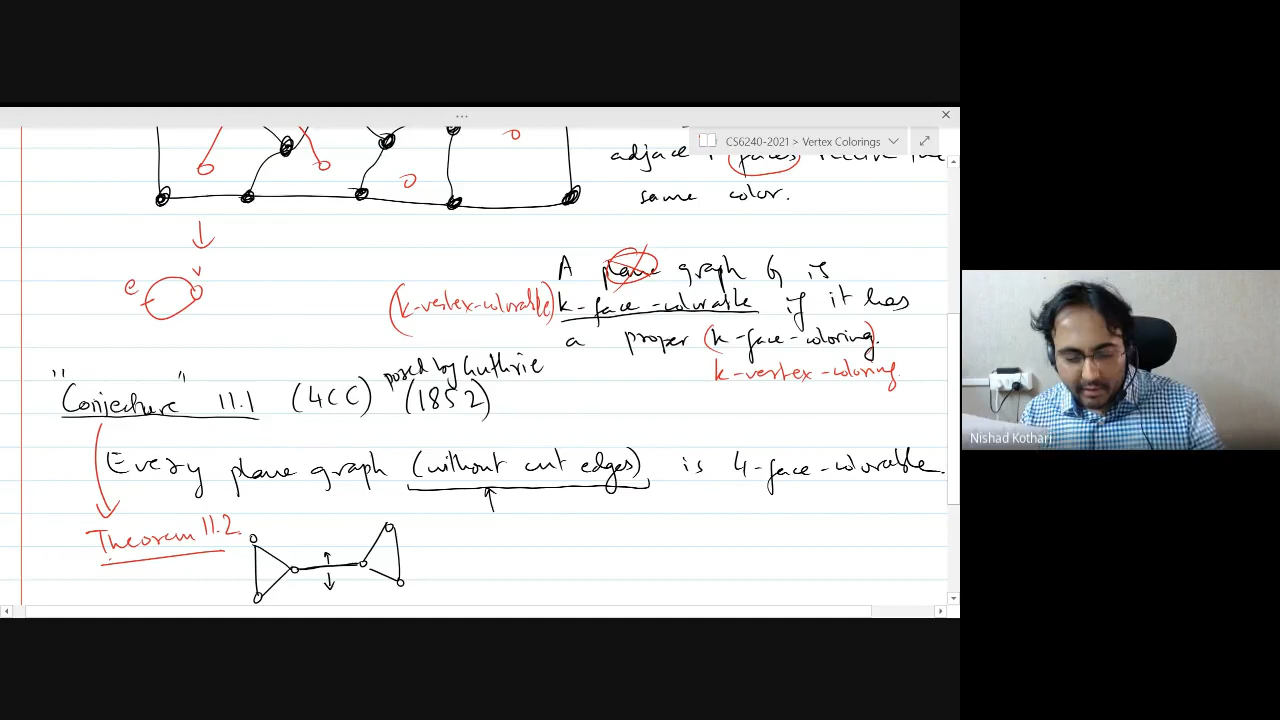 CS6240-2021 > Vertex Colorings
adjacent faces receive the
same color.
v
e
A plane graph G is
(k-vertex-colorable) k-face-colorable if it has
a proper (k-face-coloring).
k-vertex-coloring.
"Conjecture" 11.1 (4CC) posed by Guthrie (1852)
Every plane graph (without cut edges) is 4-face-colorable.
Theorem 11.2.
Nishad Kothari